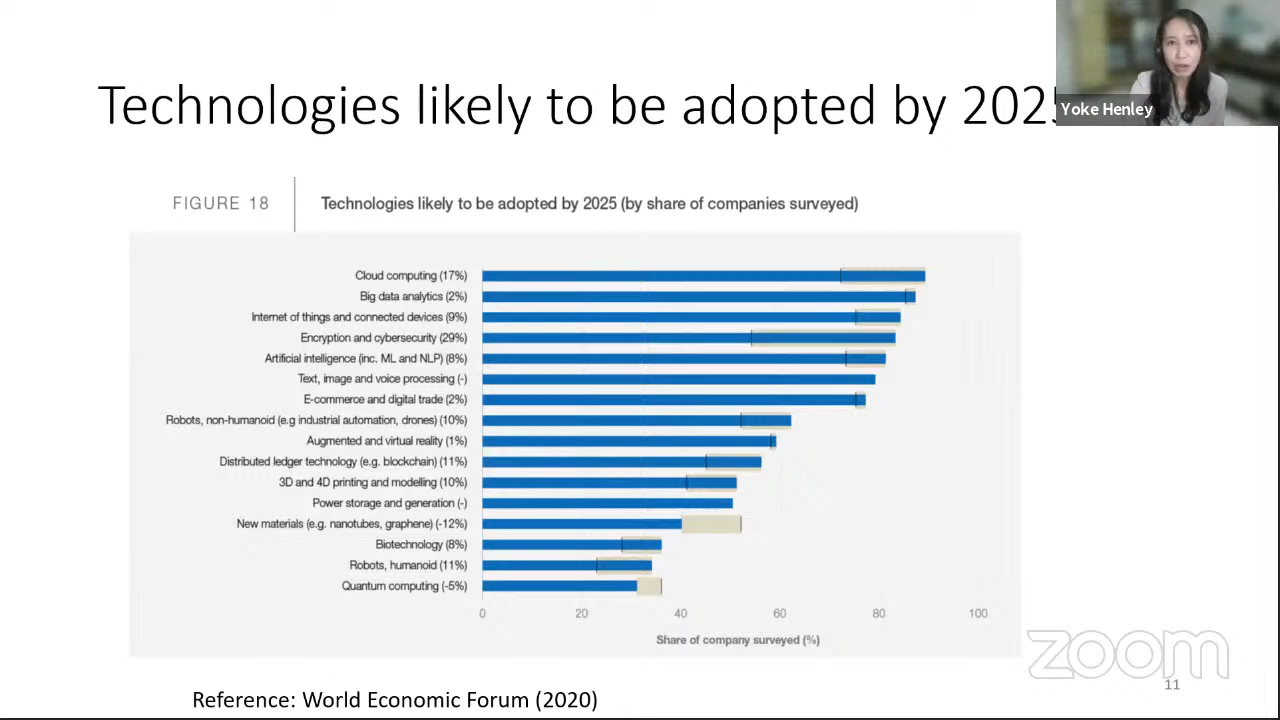 Technologies likely to be adopted by 202
Yoke Henley
FIGURE 18
Technologies likely to be adopted by 2025 (by share of companies surveyed)
Cloud computing (17%)
Big data analytics (2%)
Internet of things and connected devices (9%)
Encryption and cybersecurity (29%)
Artificial intelligence (inc. ML and NLP) (8%)
Text, image and voice processing (-)
E-commerce and digital trade (2%)
Robots, non-humanoid (e.g industrial automation, drones) (10%)
Augmented and virtual reality (1%)
Distributed ledger technology (e.g. blockchain) (11%)
3D and 4D printing and modelling (10%)
Power storage and generation (-)
New materials (e.g. nanotubes, graphene) (-12%)
Biotechnology (8%)
Robots, humanoid (11%)
Quantum computing (-5%)
0 20 40 60 80 100
Share of company surveyed (%)
zoom
11
Reference: World Economic Forum (2020)